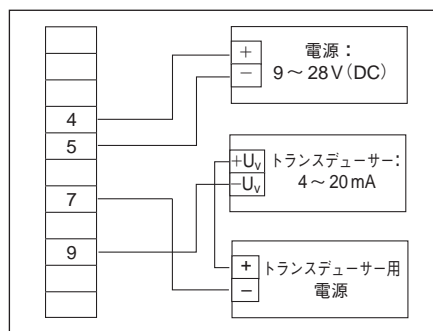 4
5
7
9
+
−
電源：
9～28V（DC）
+Uv
−Uv
トランスデューサー：
4～20mA
+
−
トランスデューサー用
電源